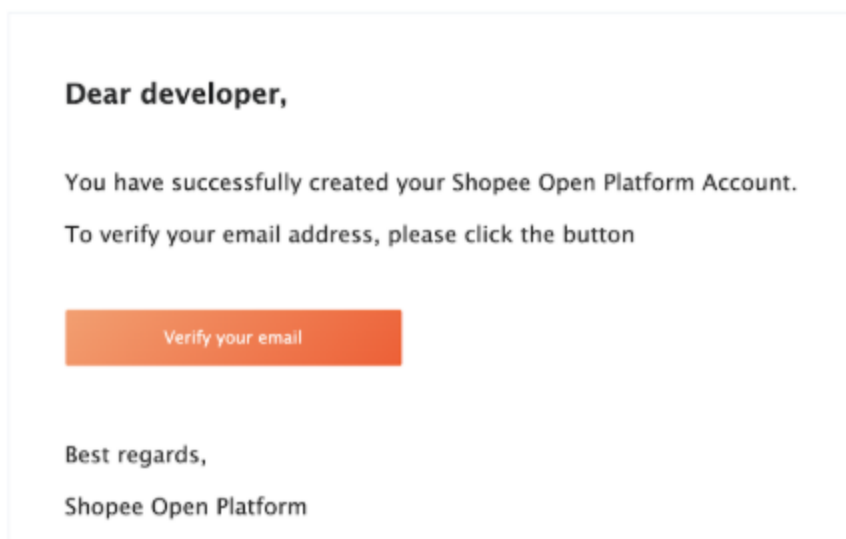 Dear developer,
You have successfully created your Shopee Open Platform Account.
To verify your email address, please click the button
Verify your email
Best regards,
Shopee Open Platform